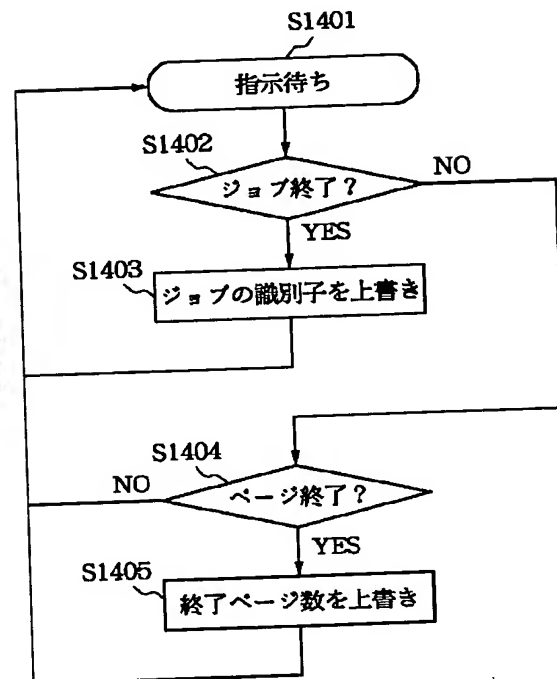 S1401
指示待ち
S1402
ジョブ終了？
NO
YES
S1403
ジョブの識別子を上書き
S1404
NO
ページ終了？
YES
S1405
終了ページ数を上書き